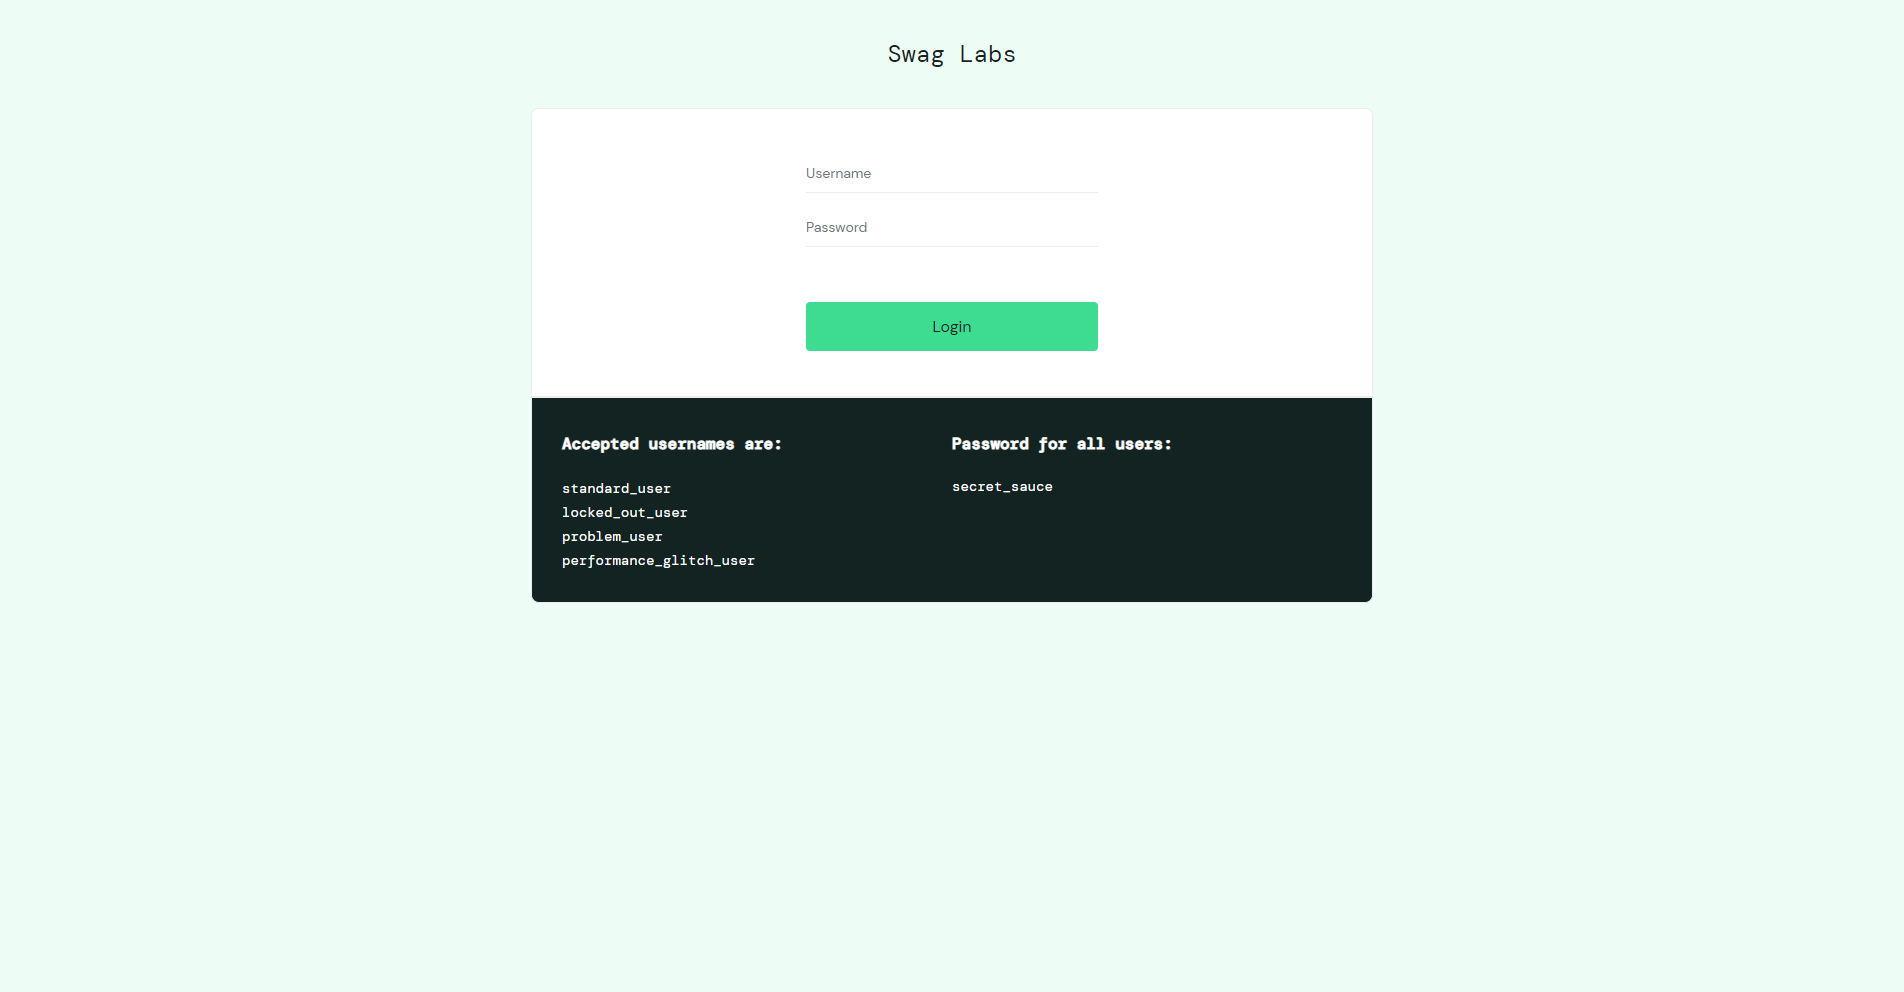 Swag Labs
Username
Password
Login
Accepted usernames are:
standard_user
locked_out_user
problem_user
performance_glitch_user
Password for all users:
secret_sauce